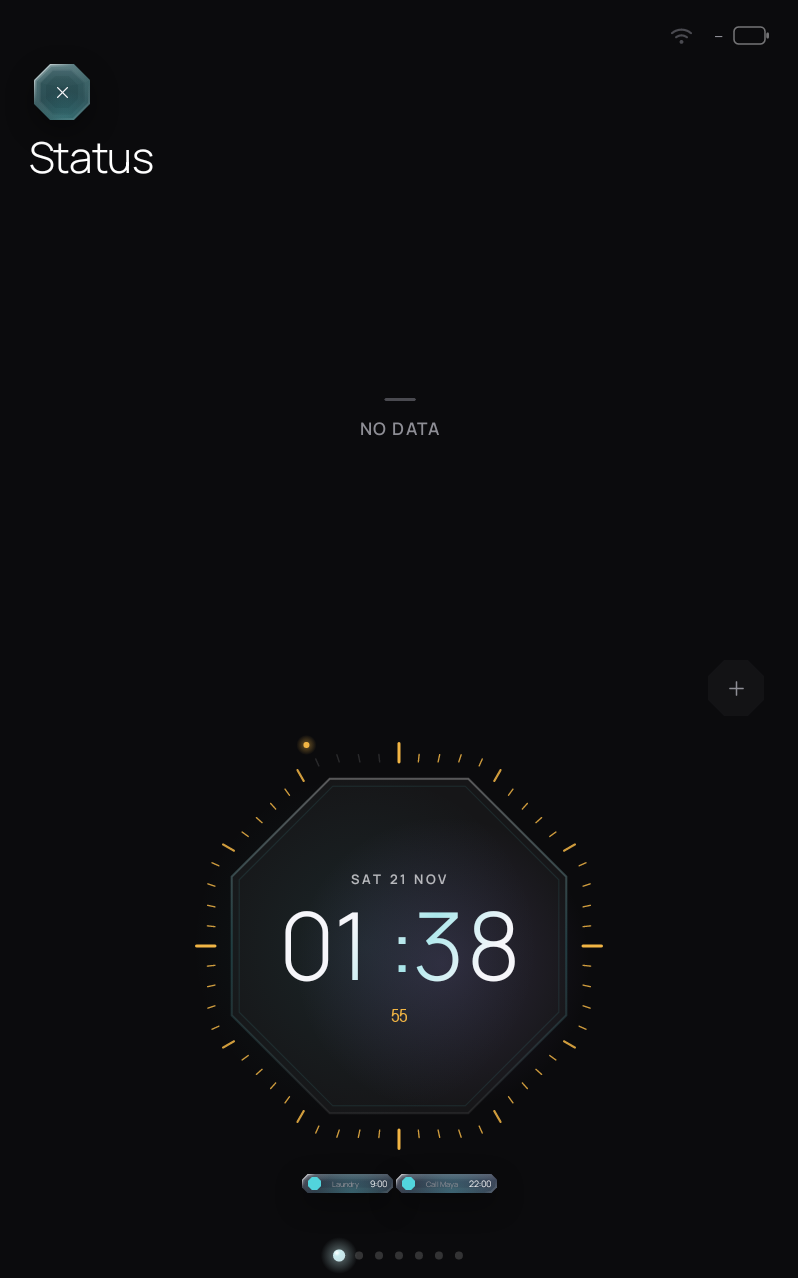 –
Status
NO DATA
SAT 21 NOV
01 :38
55
Laundry 9:00 Call Maya 22:00